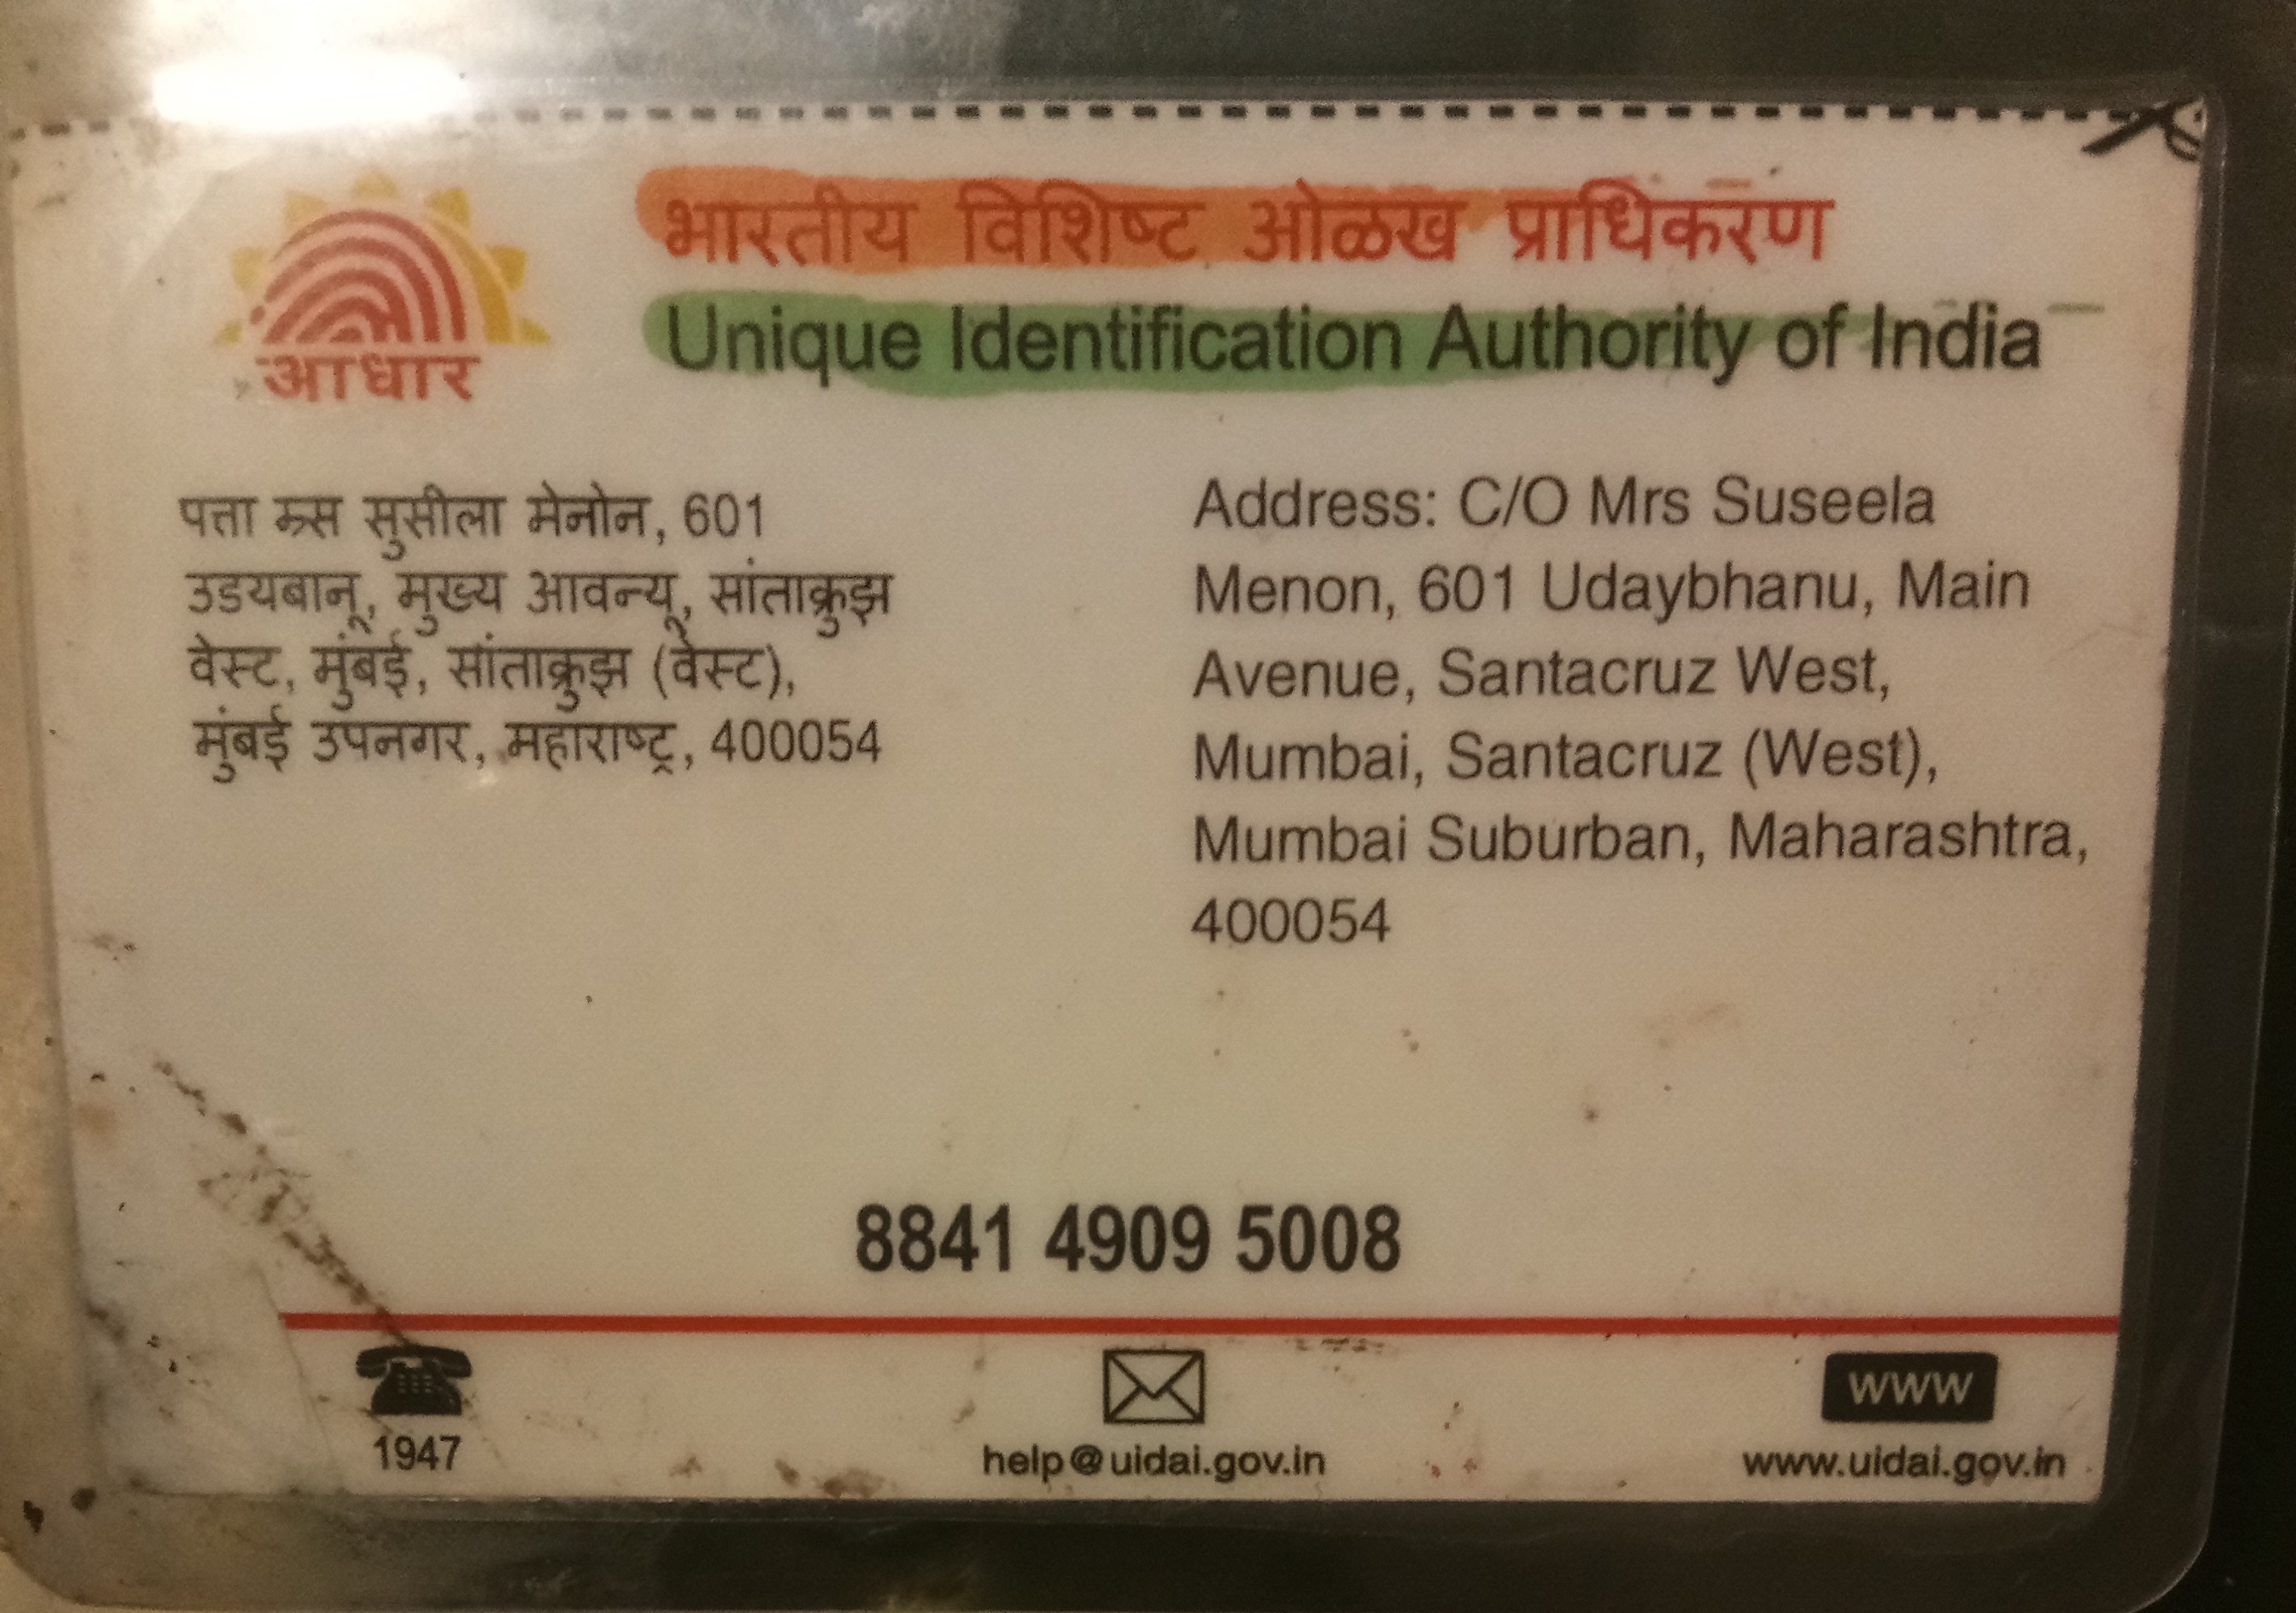 भारतीय विशिष्ट ओळख प्राधिकरण
Unique Identification Authority of India
आधार
पत्ता म्र्स सुसीला मेनोन, 601
उडयबानू, मुख्य आवन्यू, सांताक्रुझ
वेस्ट, मुंबई, सांताक्रुझ (वेस्ट),
मुंबई उपनगर, महाराष्ट्र, 400054
Address: C/O Mrs Suseela
Menon, 601 Udaybhanu, Main
Avenue, Santacruz West,
Mumbai, Santacruz (West),
Mumbai Suburban, Maharashtra,
400054
8841 4909 5008
1947
help@uidai.gov.in
www
www.uidai.gov.in